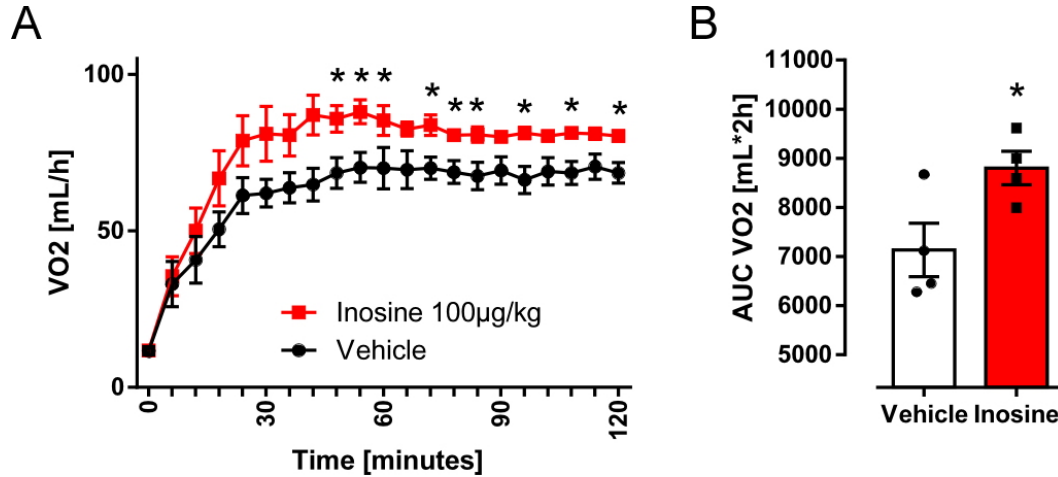 A
VO2 [mL/h]
100
50
0
* * * * * * * * *
Inosine 100µg/kg
Vehicle
0 30 60 90 120
Time [minutes]
B
AUC VO2 [mL*2h]
11000
10000
9000
8000
7000
6000
5000
*
Vehicle Inosine